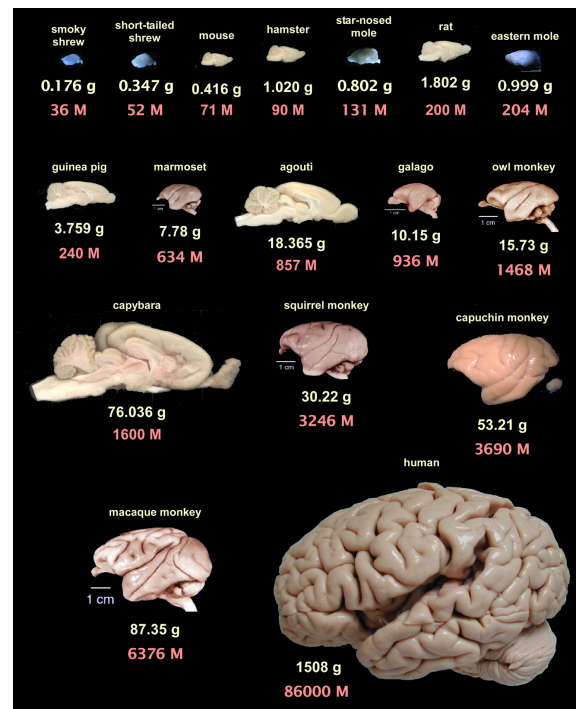 smoky shrew
short-tailed shrew
mouse
hamster
star-nosed mole
rat
eastern mole
0.176 g
0.347 g
0.416 g
1.020 g
0.802 g
1.802 g
0.999 g
36 M
52 M
71 M
90 M
131 M
200 M
204 M
guinea pig
marmoset
agouti
galago
owl monkey
1 cm
1 cm
1 cm
3.759 g
7.78 g
18.365 g
10.15 g
15.73 g
240 M
634 M
857 M
936 M
1468 M
capybara
squirrel monkey
capuchin monkey
1 cm
76.036 g
30.22 g
53.21 g
1600 M
3246 M
3690 M
human
macaque monkey
1 cm
87.35 g
6376 M
1508 g
86000 M